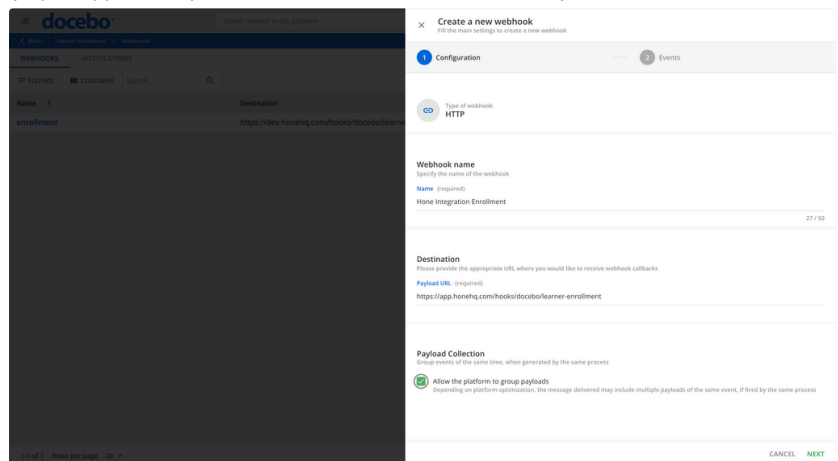 docebo
Search content in the platform
Back
Admin dashboard
Webhooks
WEBHOOKS
NOTIFICATIONS
FILTERS
COLUMNS
Search...
Name
Destination
enrollment
https://dev.honehq.com/hooks/docebo/learne
1-1 of 1
Rows per page
20
Create a new webhook
Fill the main settings to create a new webhook
1 Configuration
2 Events
Type of webhook
HTTP
Webhook name
Specify the name of the webhook
Name (required)
Hone Integration Enrollment
27 / 50
Destination
Please provide the appropriate URL where you would like to receive webhook callbacks
Payload URL (required)
https://app.honehq.com/hooks/docebo/learner-enrollment
Payload Collection
Group events of the same time, when generated by the same process
Allow the platform to group payloads
Depending on platform optimization, the message delivered may include multiple payloads of the same event, if fired by the same process
CANCEL
NEXT